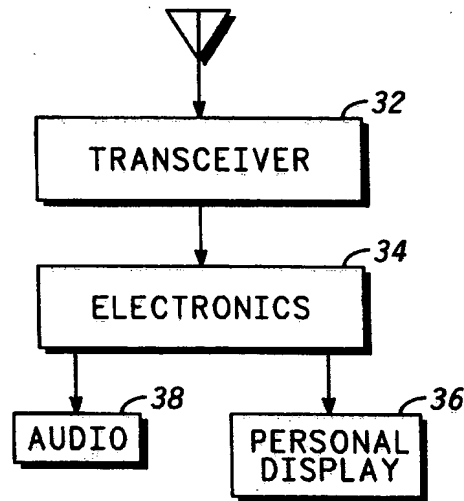 32
TRANSCEIVER
34
ELECTRONICS
38
AUDIO
36
PERSONAL
DISPLAY